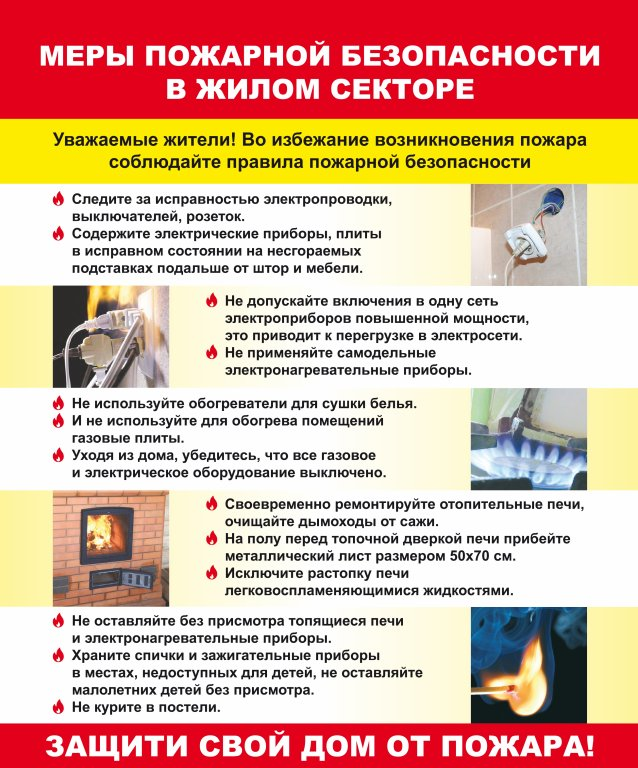 МЕРЫ ПОЖАРНОЙ БЕЗОПАСНОСТИ
В ЖИЛОМ СЕКТОРЕ
Уважаемые жители! Во избежание возникновения пожара
соблюдайте правила пожарной безопасности
Следите за исправностью электропроводки,
выключателей, розеток.
Содержите электрические приборы, плиты
в исправном состоянии на несгораемых
подставках подальше от штор и мебели.
Не допускайте включения в одну сеть
электроприборов повышенной мощности,
это приводит к перегрузке в электросети.
Не применяйте самодельные
электронагревательные приборы.
Не используйте обогреватели для сушки белья.
И не используйте для обогрева помещений
газовые плиты.
Уходя из дома, убедитесь, что все газовое
и электрическое оборудование выключено.
Своевременно ремонтируйте отопительные печи,
очищайте дымоходы от сажи.
На полу перед топочной дверкой печи прибейте
металлический лист размером 50х70 см.
Исключите растопку печи
легковоспламеняющимися жидкостями.
Не оставляйте без присмотра топящиеся печи
и электронагревательные приборы.
Храните спички и зажигательные приборы
в местах, недоступных для детей, не оставляйте
малолетних детей без присмотра.
Не курите в постели.
ЗАЩИТИ СВОЙ ДОМ ОТ ПОЖАРА!